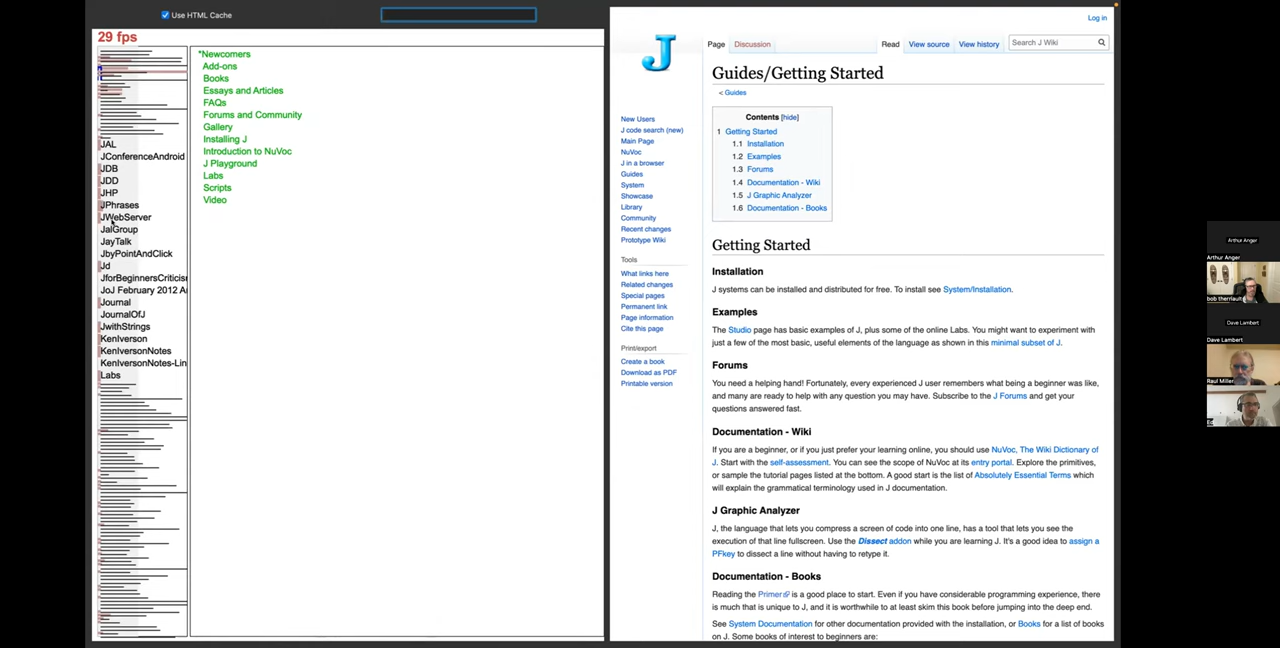 Use HTML Cache
29 fps
JAL
JConferenceAndroid
JDB
JDD
JHP
JPhrases
JWebServer
JalGroup
JayTalk
JbyPointAndClick
Jd
JforBeginnersCriticisr
JoJ February 2012 Ar
Journal
JournalOfJ
JwithStrings
KenIverson
KenIversonNotes
KenIversonNotes-Lin
Labs
*Newcomers
Add-ons
Books
Essays and Articles
FAQs
Forums and Community
Gallery
Installing J
Introduction to NuVoc
J Playground
Labs
Scripts
Video
Log in
Page Discussion Read View source View history Search J Wiki
J
New Users
J code search (new)
Main Page
NuVoc
J in a browser
Guides
System
Showcase
Library
Community
Recent changes
Prototype Wiki
Tools
What links here
Related changes
Special pages
Permanent link
Page information
Cite this page
Print/export
Create a book
Download as PDF
Printable version
Guides/Getting Started
< Guides
Contents [hide]
1 Getting Started
1.1 Installation
1.2 Examples
1.3 Forums
1.4 Documentation - Wiki
1.5 J Graphic Analyzer
1.6 Documentation - Books
Getting Started
Installation
J systems can be installed and distributed for free. To install see System/Installation.
Examples
The Studio page has basic examples of J, plus some of the online Labs. You might want to experiment with
just a few of the most basic, useful elements of the language as shown in this minimal subset of J.
Forums
You need a helping hand! Fortunately, every experienced J user remembers what being a beginner was like,
and many are ready to help with any question you may have. Subscribe to the J Forums and get your
questions answered fast.
Documentation - Wiki
If you are a beginner, or if you just prefer your learning online, you should use NuVoc, The Wiki Dictionary of
J. Start with the self-assessment. You can see the scope of NuVoc at its entry portal. Explore the primitives,
or sample the tutorial pages listed at the bottom. A good start is the list of Absolutely Essential Terms which
will explain the grammatical terminology used in J documentation.
J Graphic Analyzer
J, the language that lets you compress a screen of code into one line, has a tool that lets you see the
execution of that line fullscreen. Use the Dissect addon while you are learning J. It's a good idea to assign a
PFkey to dissect a line without having to retype it.
Documentation - Books
Reading the Primer is a good place to start. Even if you have considerable programming experience, there
is much that is unique to J, and it is worthwhile to at least skim this book before jumping into the deep end.
See System Documentation for other documentation provided with the installation, or Books for a list of books
on J. Some books of interest to beginners are:
Arthur Anger
Arthur Anger
bob therriault
Dave Lambert
Dave Lambert
Raul Miller